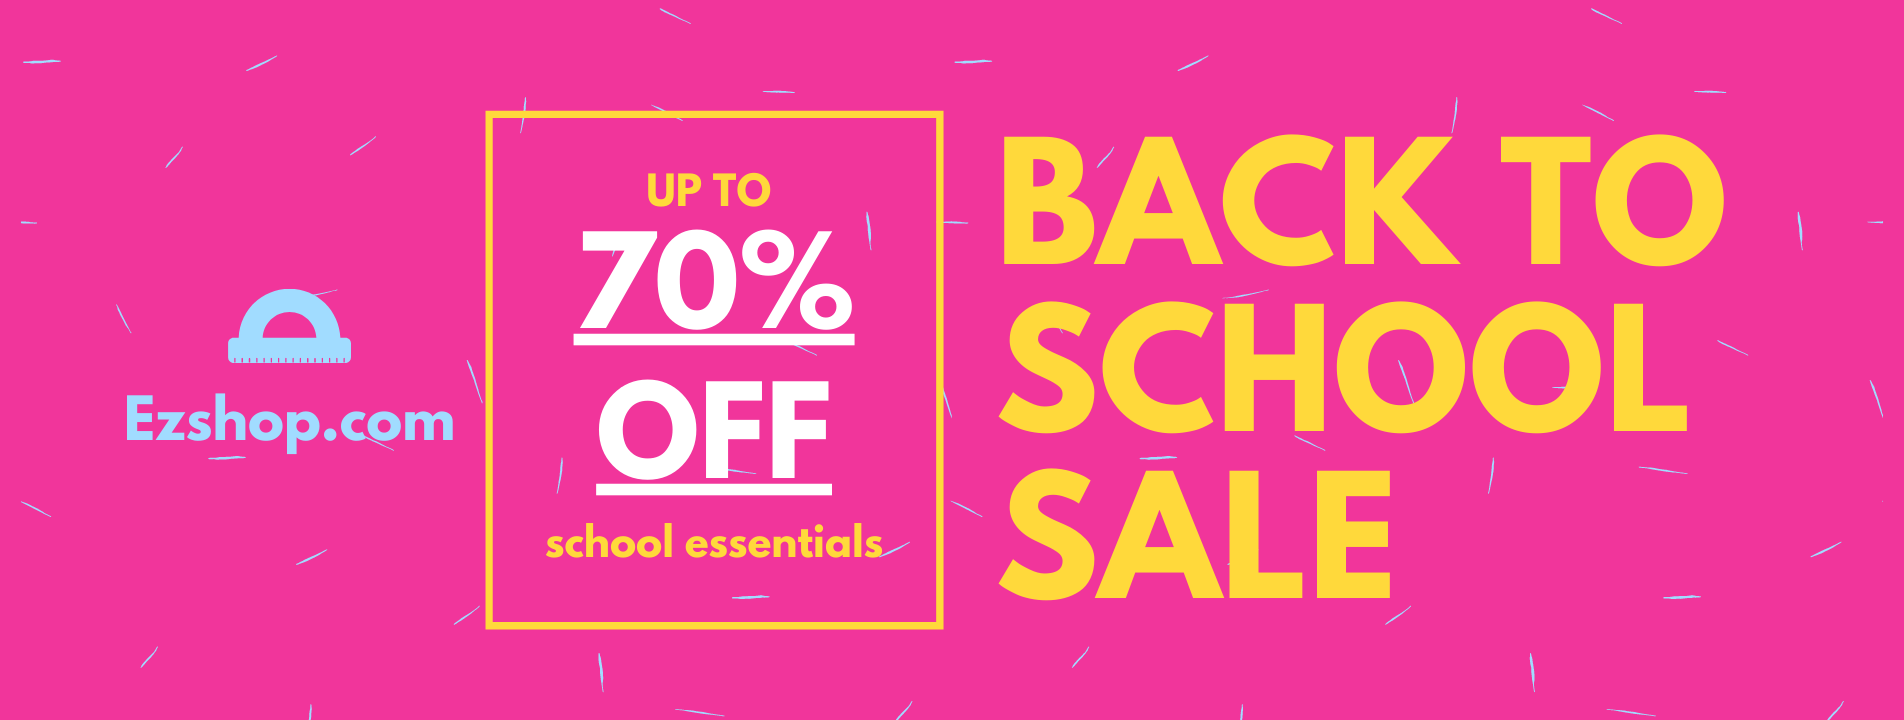 Ezshop.com
UP TO
70%
OFF
school essentials
BACK TO
SCHOOL
SALE